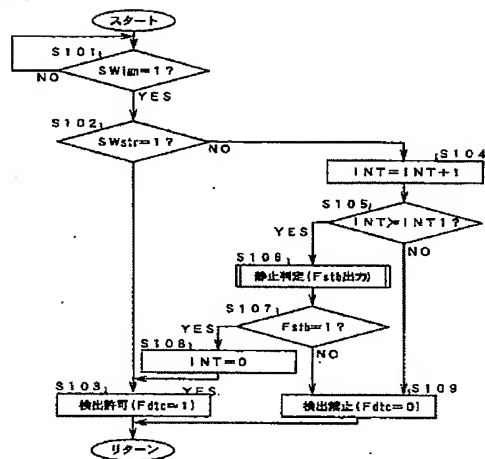 スタート
S101
SWign=1?
NO
YES
S102
SWstr=1?
NO
S104
INT=INT+1
S105
INT>INT1?
YES
NO
S106
静止判定(Fstb出力)
S107
Fstb=1?
YES
NO
S108
INT=0
YES
S103
検出許可(Fdtc=1)
S109
検出禁止(Fdtc=0)
リターン